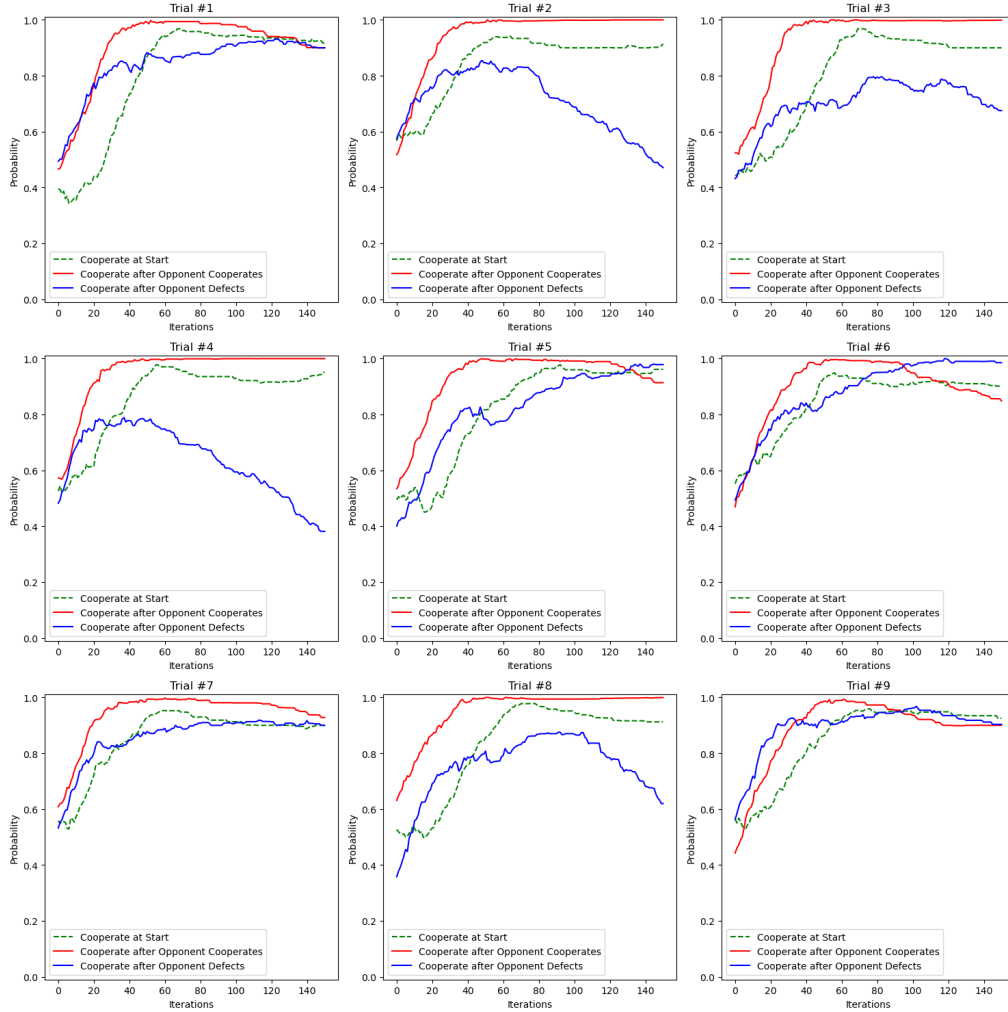 Trial #1
1.0
0.8
0.6
0.4
0.2
0.0
Probability
Cooperate at Start
Cooperate after Opponent Cooperates
Cooperate after Opponent Defects
0 20 40 60 80 100 120 140
Iterations
Trial #2
1.0
0.8
0.6
0.4
0.2
0.0
Probability
Cooperate at Start
Cooperate after Opponent Cooperates
Cooperate after Opponent Defects
0 20 40 60 80 100 120 140
Iterations
Trial #3
1.0
0.8
0.6
0.4
0.2
0.0
Probability
Cooperate at Start
Cooperate after Opponent Cooperates
Cooperate after Opponent Defects
0 20 40 60 80 100 120 140
Iterations
Trial #4
1.0
0.8
0.6
0.4
0.2
0.0
Probability
Cooperate at Start
Cooperate after Opponent Cooperates
Cooperate after Opponent Defects
0 20 40 60 80 100 120 140
Iterations
Trial #5
1.0
0.8
0.6
0.4
0.2
0.0
Probability
Cooperate at Start
Cooperate after Opponent Cooperates
Cooperate after Opponent Defects
0 20 40 60 80 100 120 140
Iterations
Trial #6
1.0
0.8
0.6
0.4
0.2
0.0
Probability
Cooperate at Start
Cooperate after Opponent Cooperates
Cooperate after Opponent Defects
0 20 40 60 80 100 120 140
Iterations
Trial #7
1.0
0.8
0.6
0.4
0.2
0.0
Probability
Cooperate at Start
Cooperate after Opponent Cooperates
Cooperate after Opponent Defects
0 20 40 60 80 100 120 140
Iterations
Trial #8
1.0
0.8
0.6
0.4
0.2
0.0
Probability
Cooperate at Start
Cooperate after Opponent Cooperates
Cooperate after Opponent Defects
0 20 40 60 80 100 120 140
Iterations
Trial #9
1.0
0.8
0.6
0.4
0.2
0.0
Probability
Cooperate at Start
Cooperate after Opponent Cooperates
Cooperate after Opponent Defects
0 20 40 60 80 100 120 140
Iterations